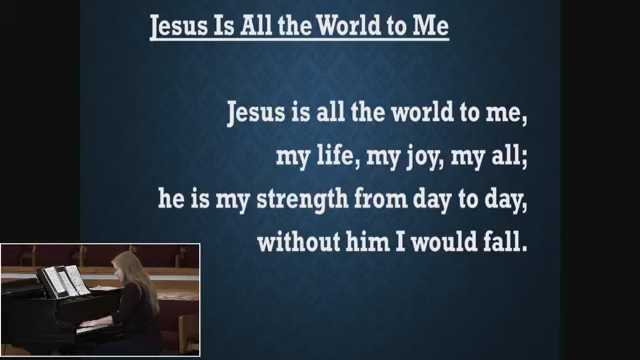 Jesus Is All the World to Me
Jesus is all the world to me,
my life, my joy, my all;
he is my strength from day to day,
without him I would fall.